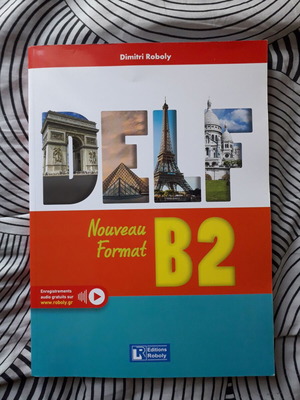 Dimitri Roboly
DELF
Nouveau
Format
B2
Enregistrements
audio gratuits sur
www.roboly.gr
Editions
Roboly